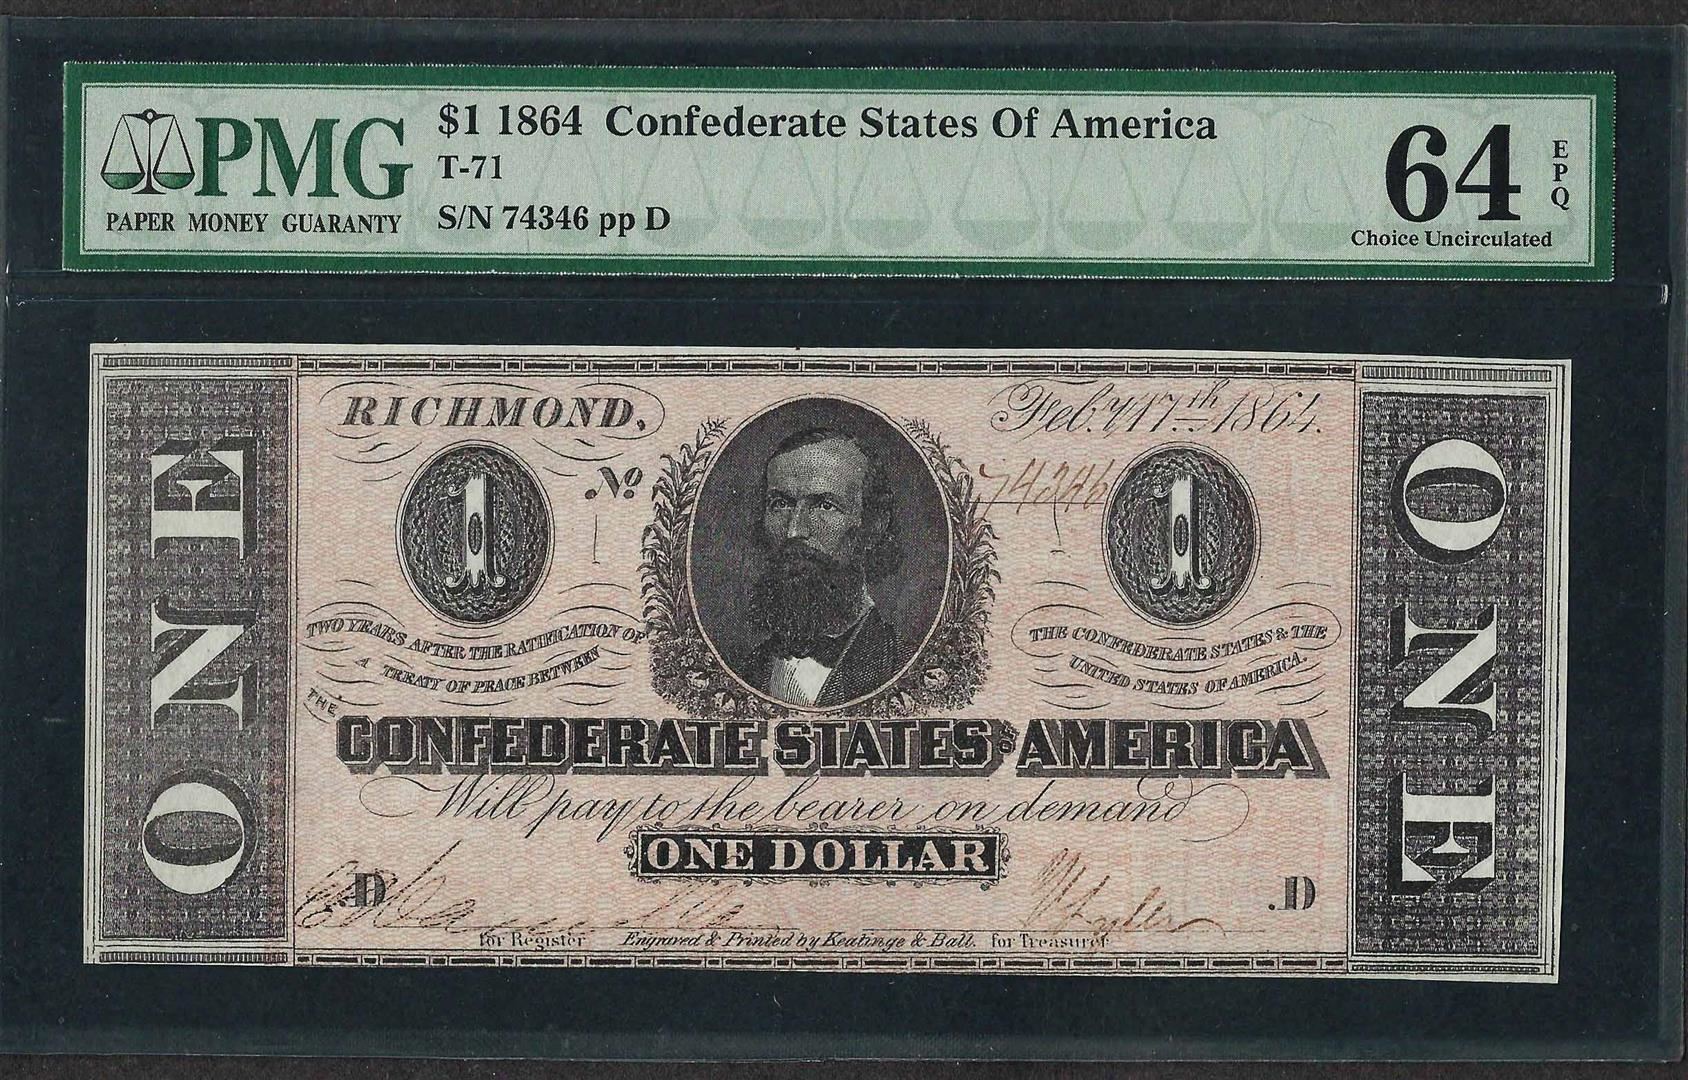 $1 1864 Confederate States Of America
T-71
S/N 74346 pp D
PMG
PAPER MONEY GUARANTY
64 EPQ
Choice Uncirculated
RICHMOND,
Feb.y 17th 1864.
No 74346
1
1
ONE
ONE
TWO YEARS AFTER THE RATIFICATION OF
A TREATY OF PEACE BETWEEN
THE CONFEDERATE STATES & THE
UNITED STATES OF AMERICA.
THE
CONFEDERATE STATES OF AMERICA
Will pay to the bearer on demand
ONE DOLLAR
D
.D
for Register
Engraved & Printed by Keatinge & Ball.
for Treasurer